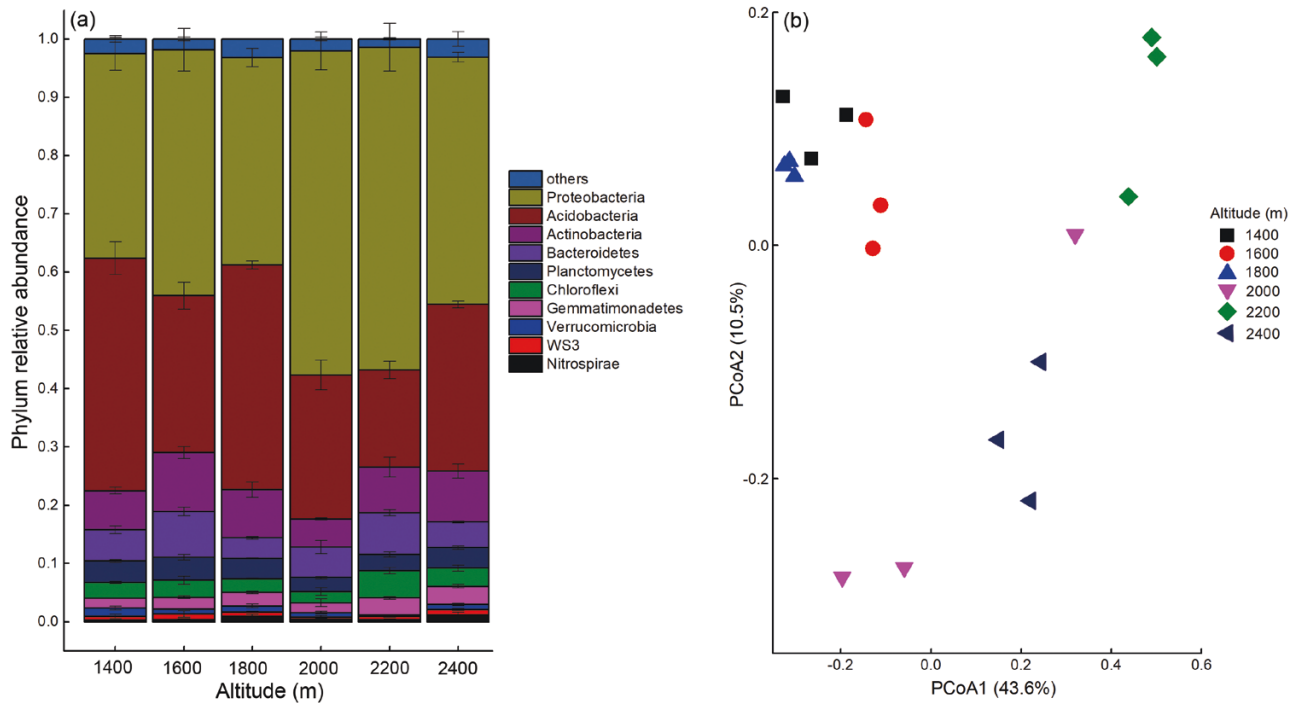 (a)
Phylum relative abundance
1.0
0.9
0.8
0.7
0.6
0.5
0.4
0.3
0.2
0.1
0.0
1400 1600 1800 2000 2200 2400
Altitude (m)
others
Proteobacteria
Acidobacteria
Actinobacteria
Bacteroidetes
Planctomycetes
Chloroflexi
Gemmatimonadetes
Verrucomicrobia
WS3
Nitrospirae
(b)
PCoA2 (10.5%)
0.2
0.0
-0.2
-0.2 0.0 0.2 0.4 0.6
PCoA1 (43.6%)
Altitude (m)
1400
1600
1800
2000
2200
2400